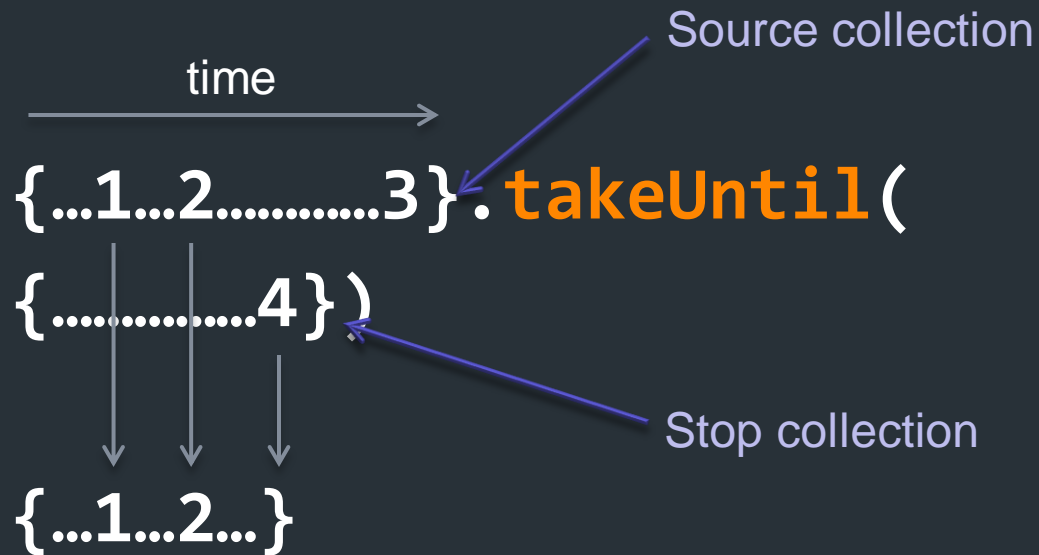 Source collection
time
{…1…2…………3}.takeUntil(
{……………4})
Stop collection
{…1…2…}